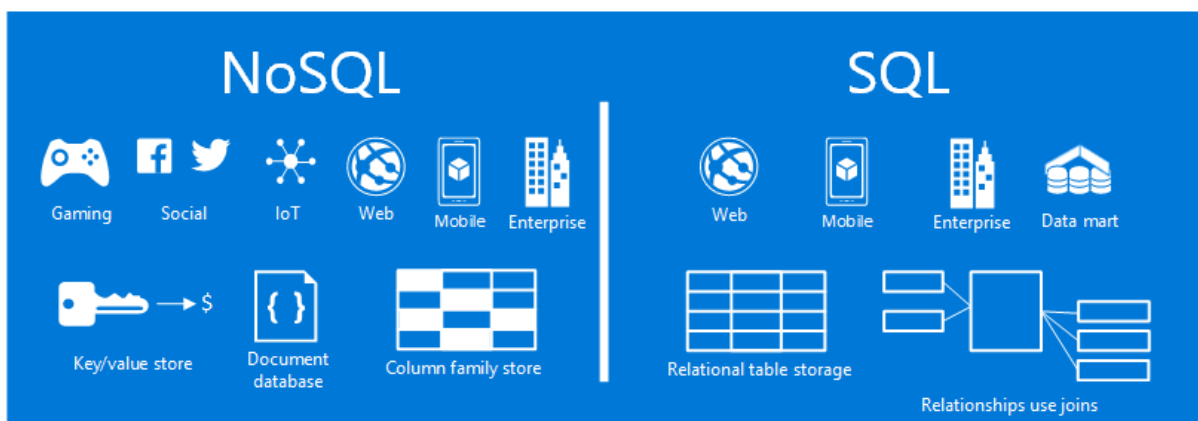 NoSQL
SQL
Gaming
Social
IoT
Web
Mobile
Enterprise
Web
Mobile
Enterprise
Data mart
$
{ }
Key/value store
Document
database
Column family store
Relational table storage
Relationships use joins